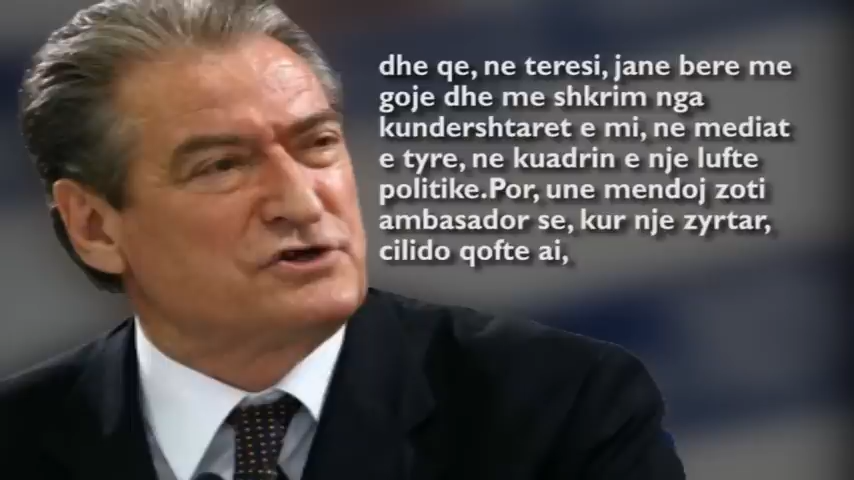 dhe qe, ne teresi, jane bere me
goje dhe me shkrim nga
kundershtaret e mi, ne mediat
e tyre, ne kuadrin e nje lufte
politike.Por, une mendoj zoti
ambasador se, kur nje zyrtar,
cilido qofte ai,